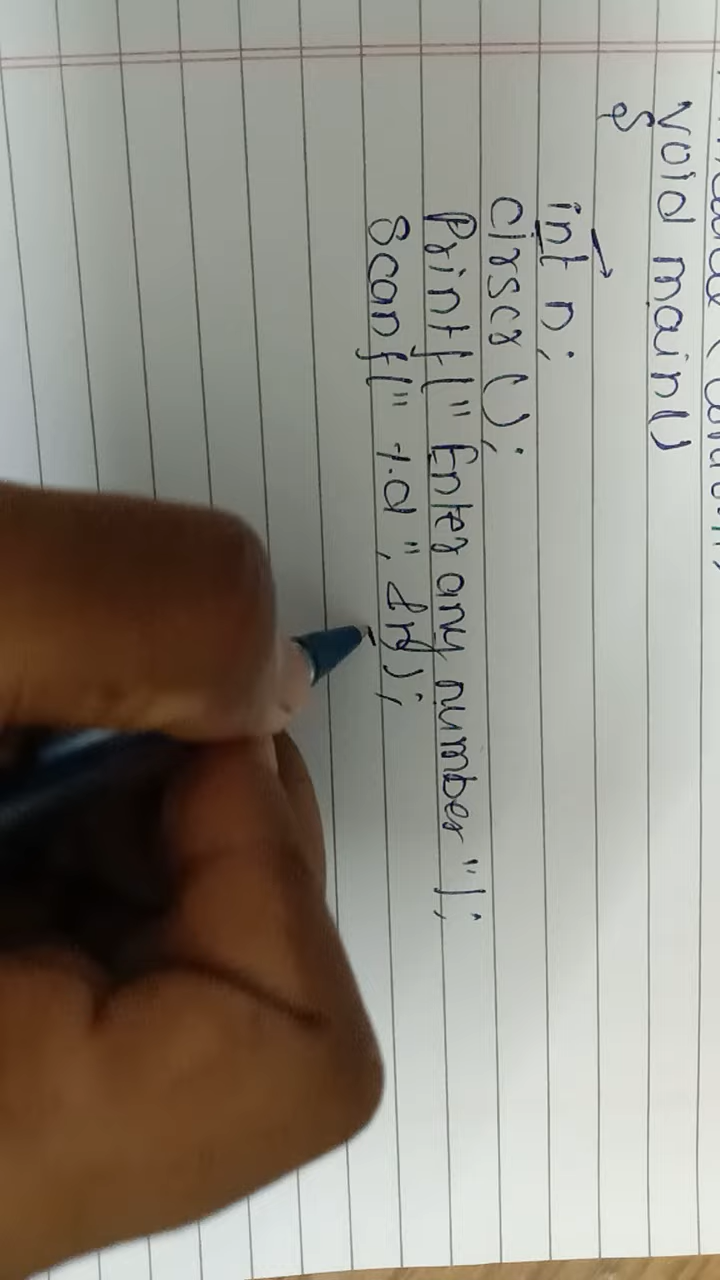 void main()
{
int n;
clrscr();
Printf("Enter any number");
Scanf("%d", &n);